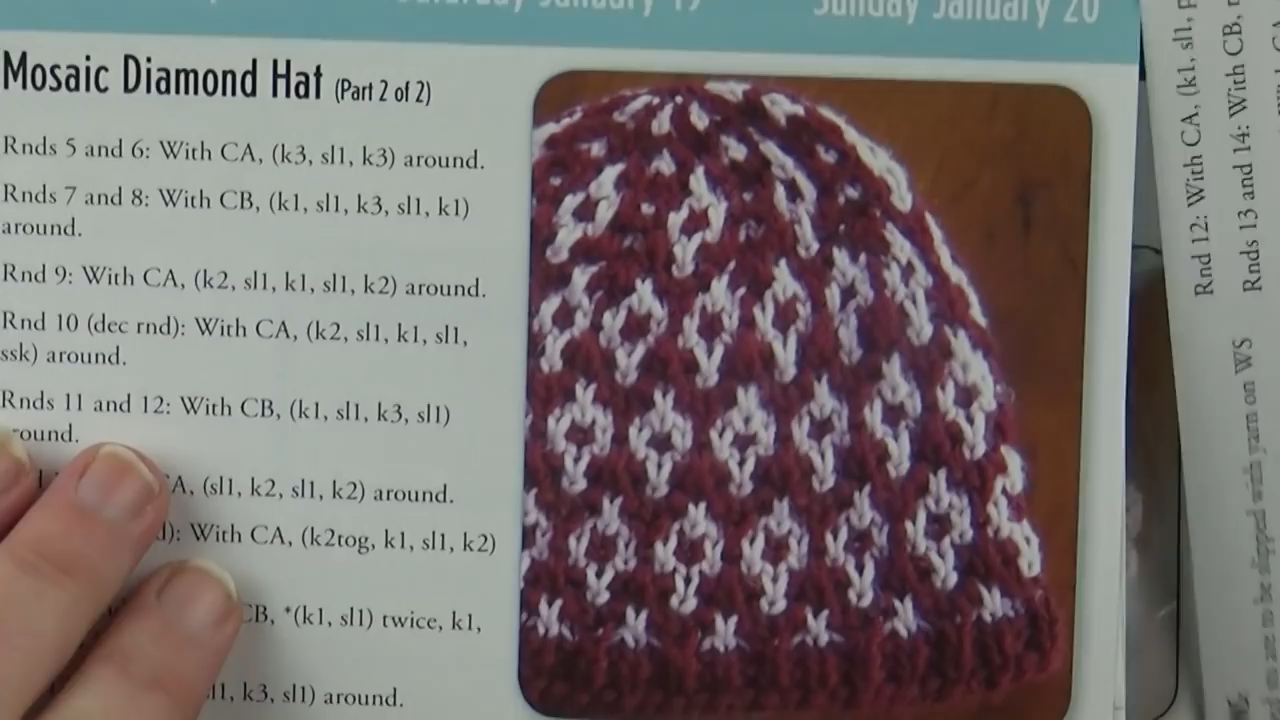 Sunday January 20
Mosaic Diamond Hat (Part 2 of 2)
Rnds 5 and 6: With CA, (k3, sl1, k3) around.
Rnds 7 and 8: With CB, (k1, sl1, k3, sl1, k1)
around.
Rnd 9: With CA, (k2, sl1, k1, sl1, k2) around.
Rnd 10 (dec rnd): With CA, (k2, sl1, k1, sl1,
ssk) around.
Rnds 11 and 12: With CB, (k1, sl1, k3, sl1)
round.
A, (sl1, k2, sl1, k2) around.
With CA, (k2tog, k1, sl1, k2)
CB, *(k1, sl1) twice, k1,
k3, sl1) around.
Rnd 12: With CA, (k1, sl1,
Rnds 13 and 14: With CB,
are to be slipped with yarn on WS